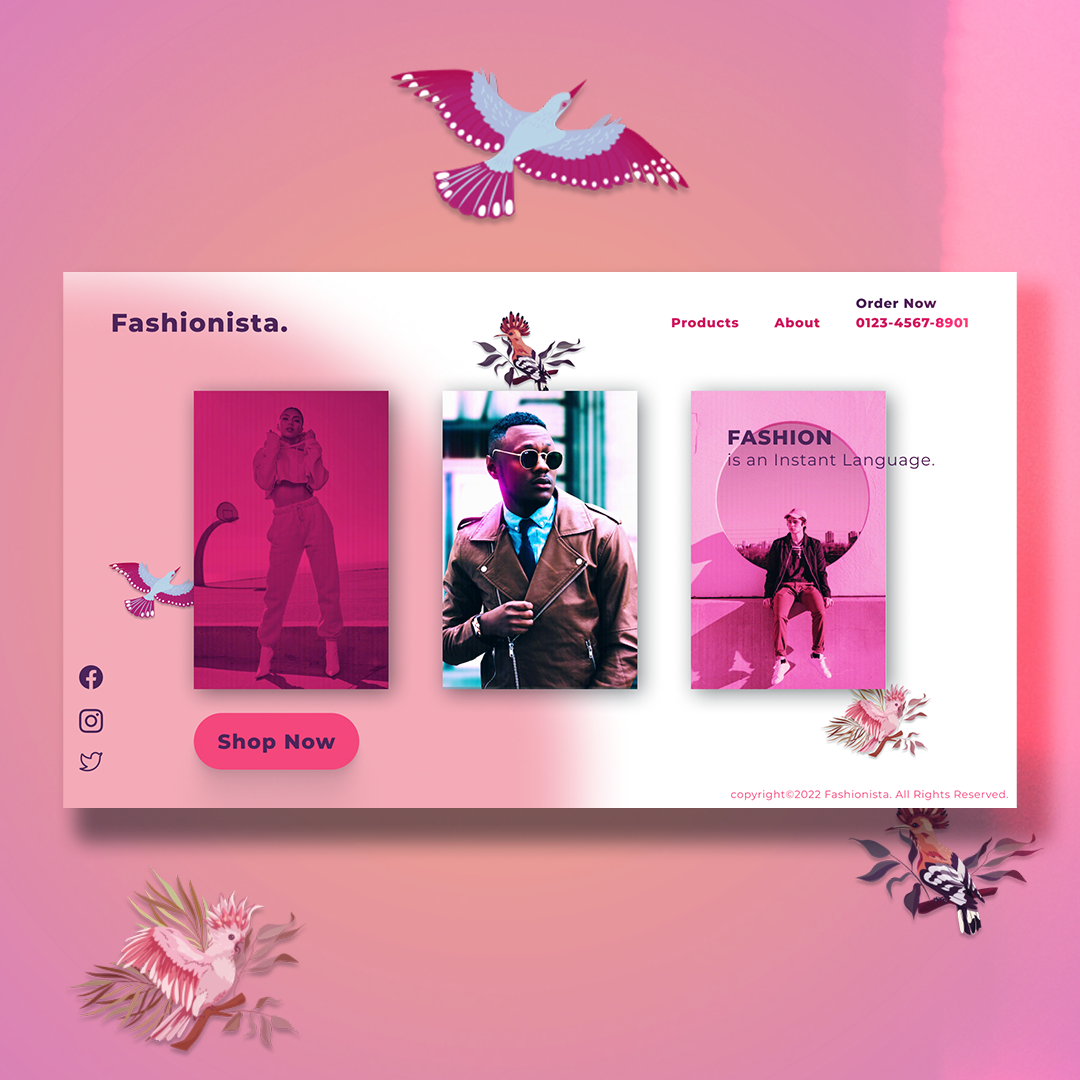 Fashionista.
Products
About
Order Now
0123-4567-8901
FASHION
is an Instant Language.
Shop Now
copyright©2022 Fashionista. All Rights Reserved.